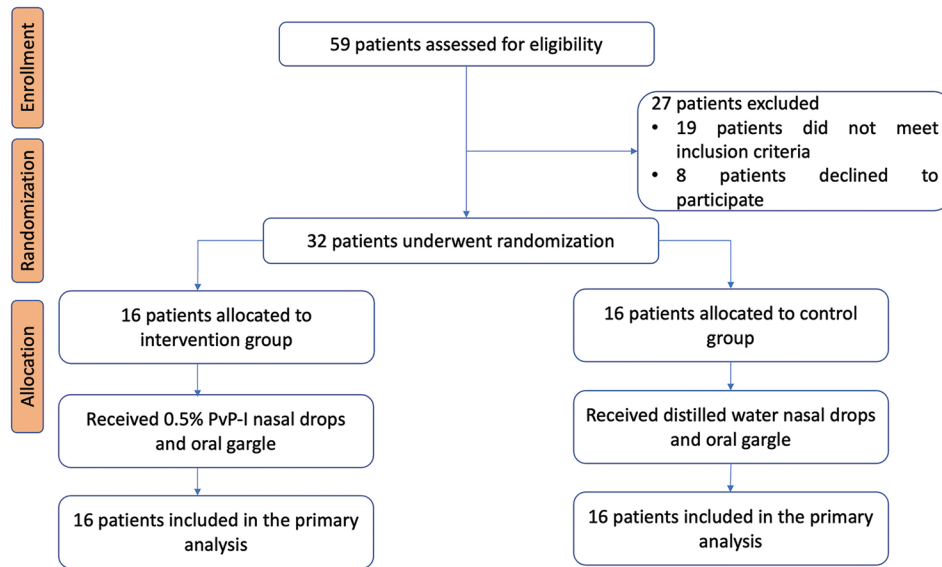 Enrollment
59 patients assessed for eligibility
27 patients excluded
• 19 patients did not meet
inclusion criteria
• 8 patients declined to
participate
Randomization
32 patients underwent randomization
Allocation
16 patients allocated to
intervention group
16 patients allocated to control
group
Received 0.5% PvP-I nasal drops
and oral gargle
Received distilled water nasal drops
and oral gargle
16 patients included in the primary
analysis
16 patients included in the primary
analysis